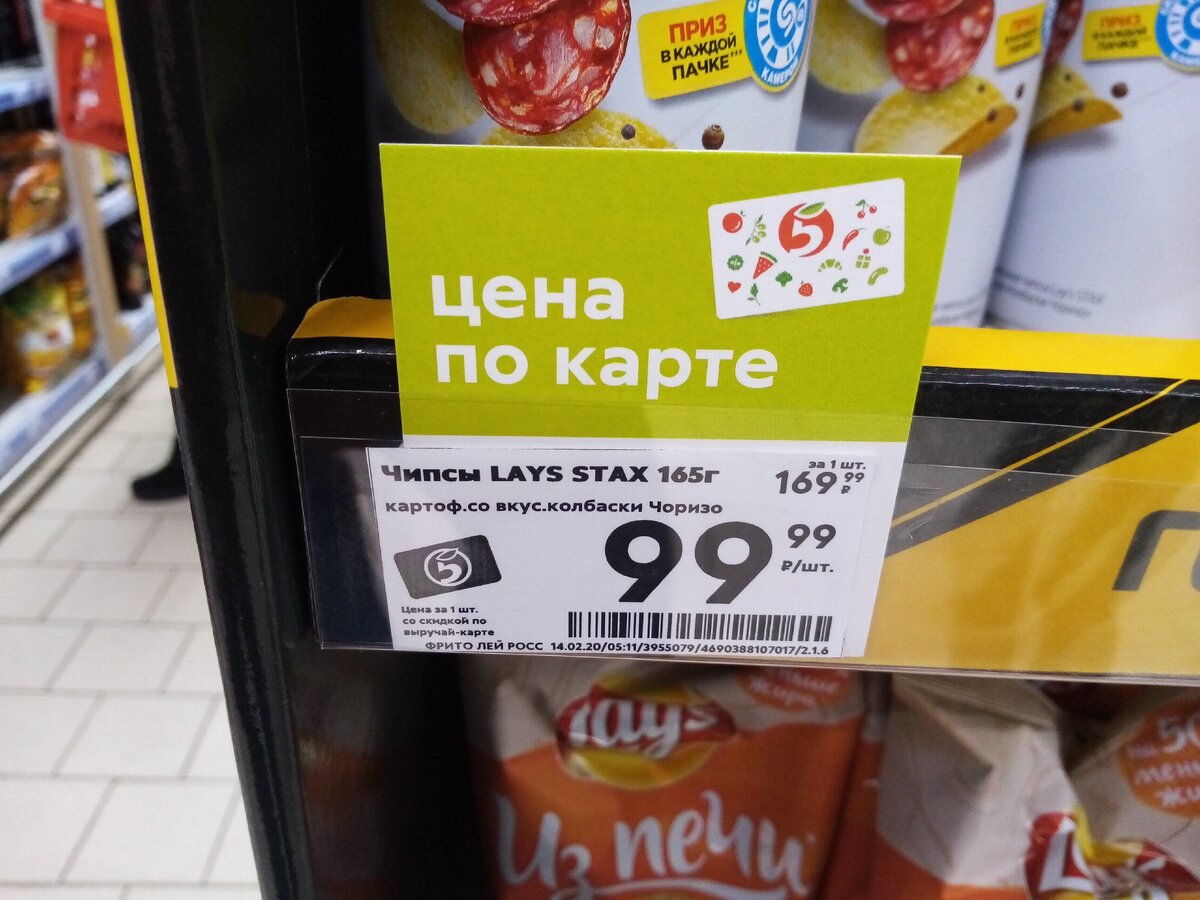 ПРИЗ
В КАЖДОЙ
ПАЧКЕ***
5
цена
по карте
Чипсы LAYS STAX 165г
за 1 шт.
169 99 ₽
картоф.со вкус.колбаски Чоризо
99 99
₽/шт.
5
Цена за 1 шт.
со скидкой по
выручай-карте
ФРИТО ЛЕЙ РОСС 14.02.20/05:11/3955079/4690388107017/2.1.6
Lay's
Из печи